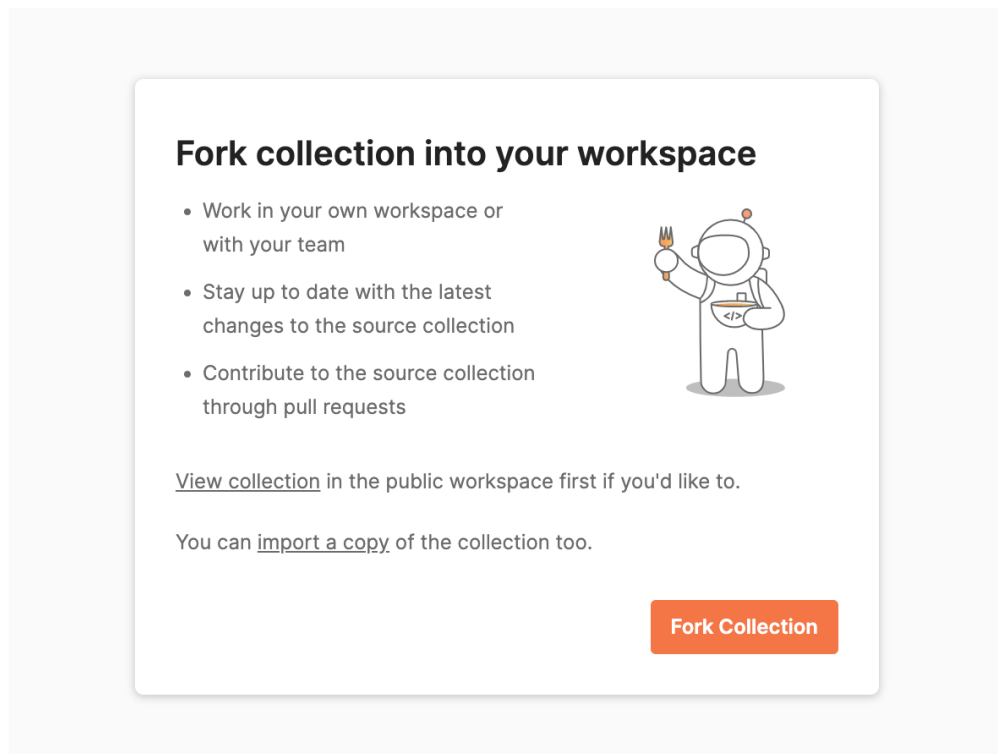 Fork collection into your workspace
• Work in your own workspace or
with your team
• Stay up to date with the latest
changes to the source collection
• Contribute to the source collection
through pull requests
View collection in the public workspace first if you'd like to.
You can import a copy of the collection too.
</>
Fork Collection